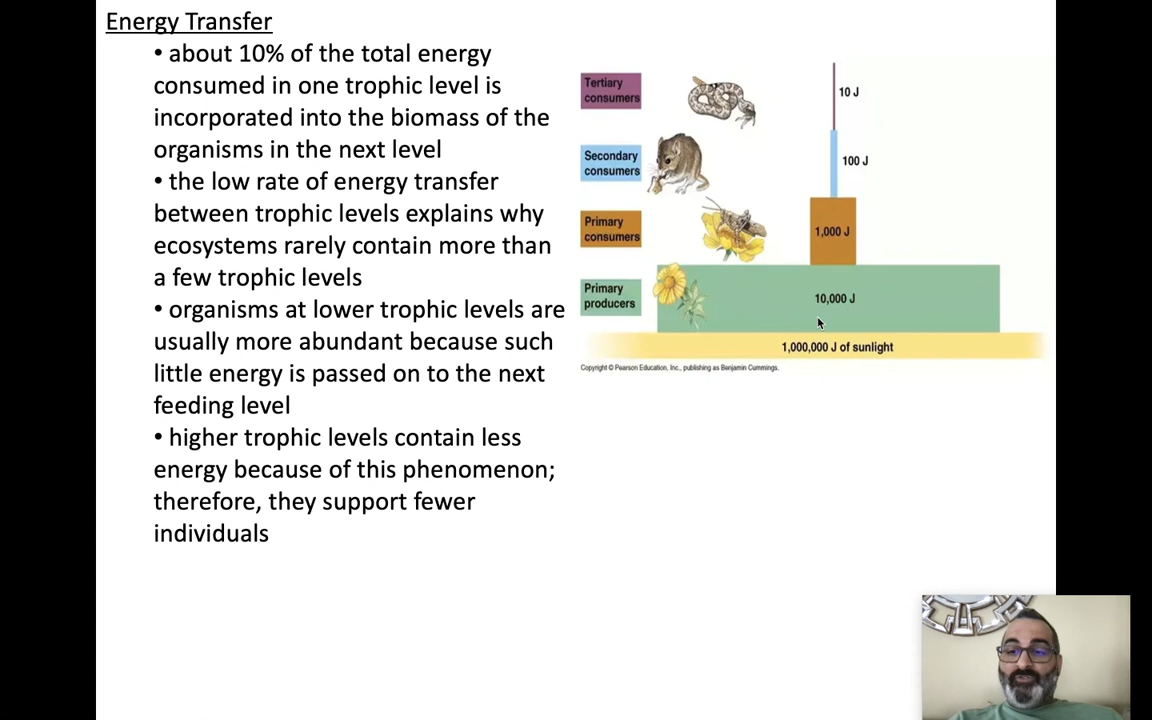 Energy Transfer
• about 10% of the total energy
consumed in one trophic level is
incorporated into the biomass of the
organisms in the next level
• the low rate of energy transfer
between trophic levels explains why
ecosystems rarely contain more than
a few trophic levels
• organisms at lower trophic levels are
usually more abundant because such
little energy is passed on to the next
feeding level
• higher trophic levels contain less
energy because of this phenomenon;
therefore, they support fewer
individuals
Tertiary
consumers
10 J
Secondary
consumers
100 J
Primary
consumers
1,000 J
Primary
producers
10,000 J
1,000,000 J of sunlight
Copyright © Pearson Education, Inc., publishing as Benjamin Cummings.